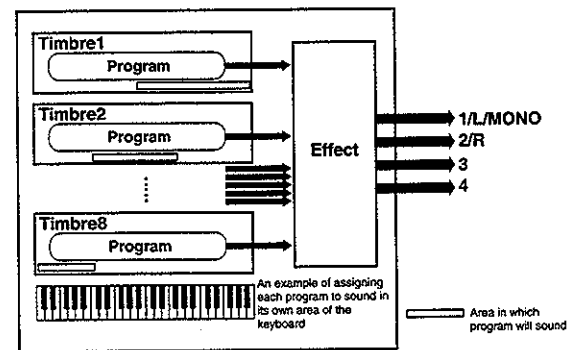 Timbre1
Program
Timbre2
Program
Timbre8
Program
Effect
1/L/MONO
2/R
3
4
An example of assigning
each program to sound in
its own area of the
keyboard
Area in which
program will sound